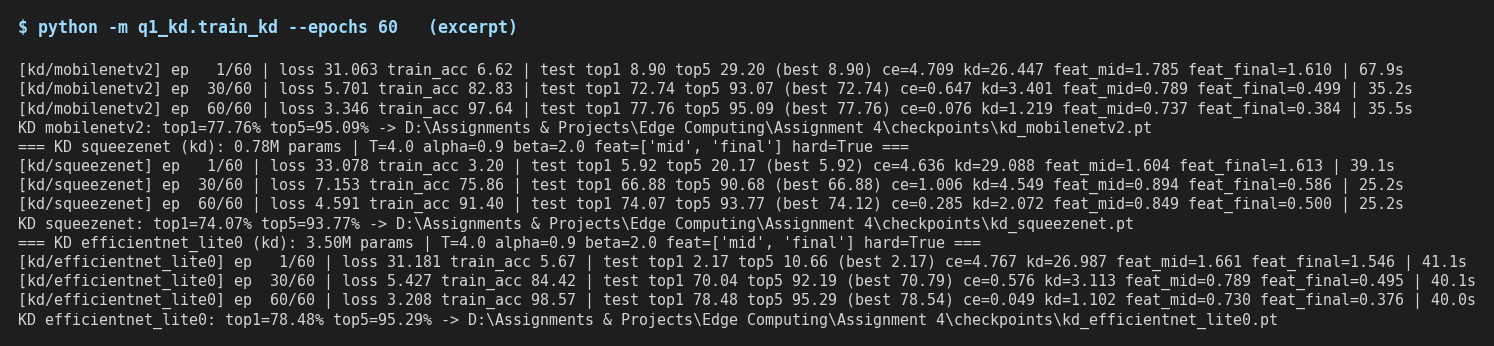 $ python -m q1_kd.train_kd --epochs 60   (excerpt)
[kd/mobilenetv2] ep   1/60 | loss 31.063 train_acc 6.62 | test top1 8.90 top5 29.20 (best 8.90) ce=4.709 kd=26.447 feat_mid=1.785 feat_final=1.610 | 67.9s
[kd/mobilenetv2] ep  30/60 | loss 5.701 train_acc 82.83 | test top1 72.74 top5 93.07 (best 72.74) ce=0.647 kd=3.401 feat_mid=0.789 feat_final=0.499 | 35.2s
[kd/mobilenetv2] ep  60/60 | loss 3.346 train_acc 97.64 | test top1 77.76 top5 95.09 (best 77.76) ce=0.076 kd=1.219 feat_mid=0.737 feat_final=0.384 | 35.5s
KD mobilenetv2: top1=77.76% top5=95.09% -> D:\Assignments & Projects\Edge Computing\Assignment 4\checkpoints\kd_mobilenetv2.pt
=== KD squeezenet (kd): 0.78M params | T=4.0 alpha=0.9 beta=2.0 feat=['mid', 'final'] hard=True ===
[kd/squeezenet] ep   1/60 | loss 33.078 train_acc 3.20 | test top1 5.92 top5 20.17 (best 5.92) ce=4.636 kd=29.088 feat_mid=1.604 feat_final=1.613 | 39.1s
[kd/squeezenet] ep  30/60 | loss 7.153 train_acc 75.86 | test top1 66.88 top5 90.68 (best 66.88) ce=1.006 kd=4.549 feat_mid=0.894 feat_final=0.586 | 25.2s
[kd/squeezenet] ep  60/60 | loss 4.591 train_acc 91.40 | test top1 74.07 top5 93.77 (best 74.12) ce=0.285 kd=2.072 feat_mid=0.849 feat_final=0.500 | 25.2s
KD squeezenet: top1=74.07% top5=93.77% -> D:\Assignments & Projects\Edge Computing\Assignment 4\checkpoints\kd_squeezenet.pt
=== KD efficientnet_lite0 (kd): 3.50M params | T=4.0 alpha=0.9 beta=2.0 feat=['mid', 'final'] hard=True ===
[kd/efficientnet_lite0] ep   1/60 | loss 31.181 train_acc 5.67 | test top1 2.17 top5 10.66 (best 2.17) ce=4.767 kd=26.987 feat_mid=1.661 feat_final=1.546 | 41.1s
[kd/efficientnet_lite0] ep  30/60 | loss 5.427 train_acc 84.42 | test top1 70.04 top5 92.19 (best 70.79) ce=0.576 kd=3.113 feat_mid=0.789 feat_final=0.495 | 40.1s
[kd/efficientnet_lite0] ep  60/60 | loss 3.208 train_acc 98.57 | test top1 78.48 top5 95.29 (best 78.54) ce=0.049 kd=1.102 feat_mid=0.730 feat_final=0.376 | 40.0s
KD efficientnet_lite0: top1=78.48% top5=95.29% -> D:\Assignments & Projects\Edge Computing\Assignment 4\checkpoints\kd_efficientnet_lite0.pt